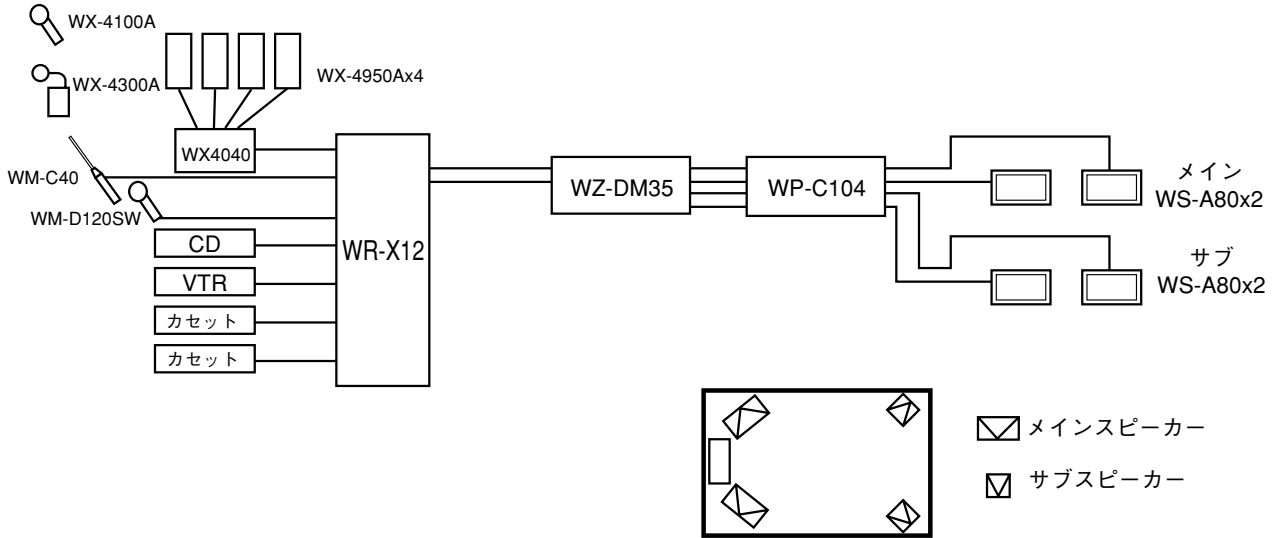 WX-4100A
WX-4300A
WX-4950Ax4
WX4040
WM-C40
WM-D120SW
CD
VTR
カセット
カセット
WR-X12
WZ-DM35
WP-C104
メイン
WS-A80x2
サブ
WS-A80x2
メインスピーカー
サブスピーカー